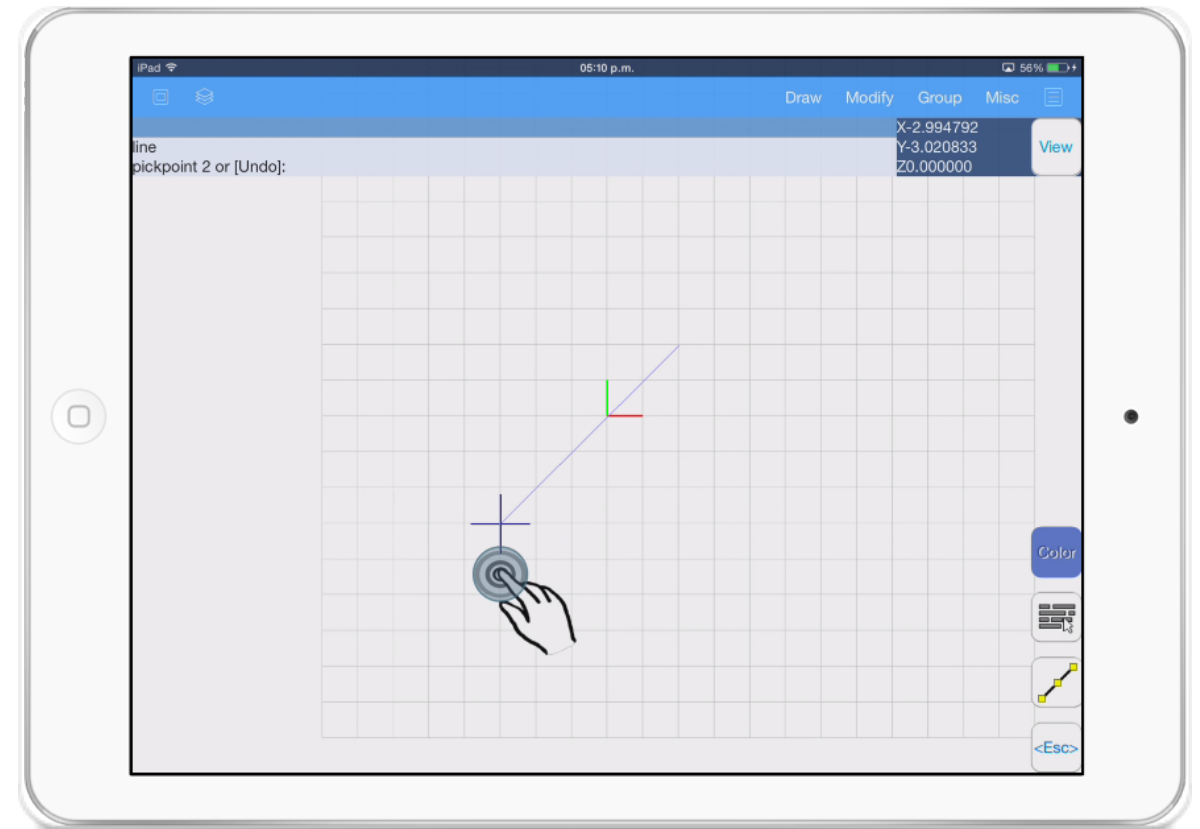 iPad 05:10 p.m. 56%
Draw Modify Group Misc
X-2.994792
line Y-3.020833 View
pickpoint 2 or [Undo]: Z0.000000
Color
<Esc>